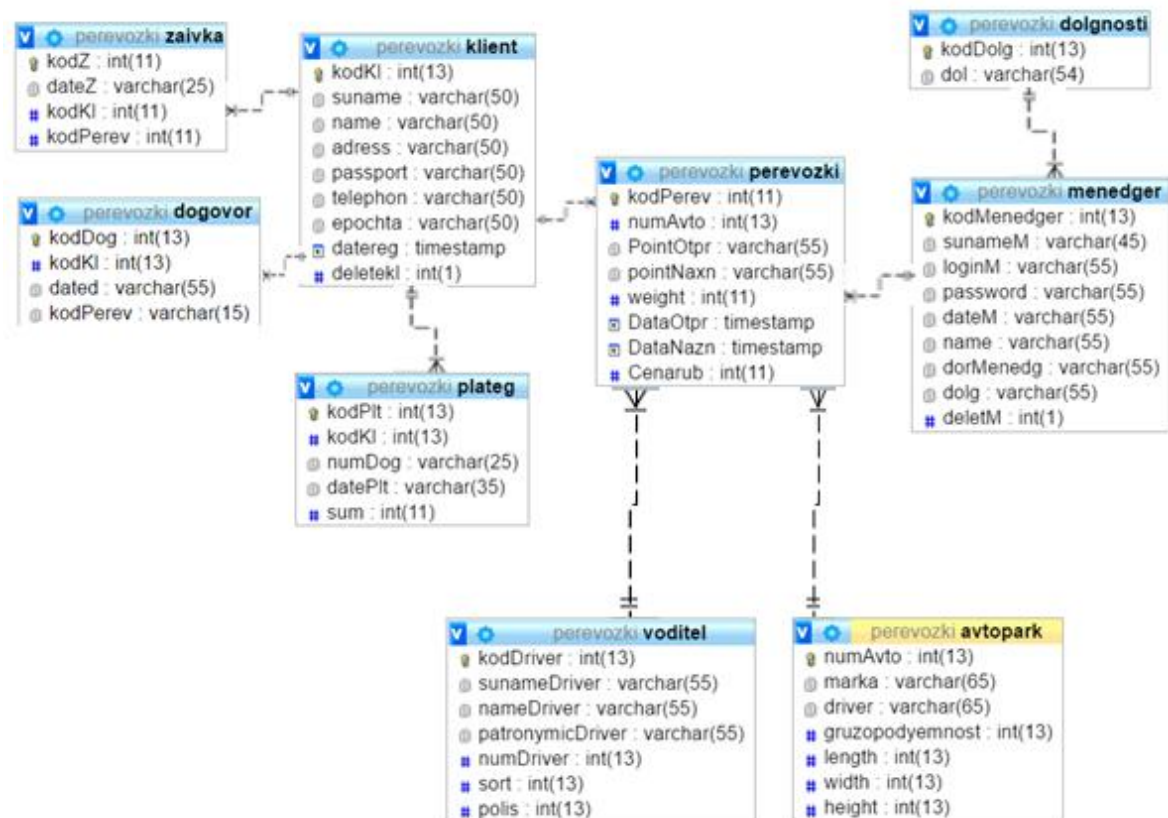 perevozki zaivka
kodZ : int(11)
dateZ : varchar(25)
kodKl : int(11)
kodPerev : int(11)
perevozki klient
kodKl : int(13)
suname : varchar(50)
name : varchar(50)
adress : varchar(50)
passport : varchar(50)
telephon : varchar(50)
epochta : varchar(50)
datereg : timestamp
deletekl : int(1)
perevozki dolgnosti
kodDolg : int(13)
dol : varchar(54)
perevozki dogovor
kodDog : int(13)
kodKl : int(13)
dated : varchar(55)
kodPerev : varchar(15)
perevozki perevozki
kodPerev : int(11)
numAvto : int(13)
PointOtpr : varchar(55)
pointNaxn : varchar(55)
weight : int(11)
DataOtpr : timestamp
DataNazn : timestamp
Cenarub : int(11)
perevozki menedger
kodMenedger : int(13)
sunameM : varchar(45)
loginM : varchar(55)
password : varchar(55)
dateM : varchar(55)
name : varchar(55)
dorMenedg : varchar(55)
dolg : varchar(55)
deletM : int(1)
perevozki plateg
kodPlt : int(13)
kodKl : int(13)
numDog : varchar(25)
datePlt : varchar(35)
sum : int(11)
perevozki voditel
kodDriver : int(13)
sunameDriver : varchar(55)
nameDriver : varchar(55)
patronymicDriver : varchar(55)
numDriver : int(13)
sort : int(13)
polis : int(13)
perevozki avtopark
numAvto : int(13)
marka : varchar(65)
driver : varchar(65)
gruzopodyemnost : int(13)
length : int(13)
width : int(13)
height : int(13)